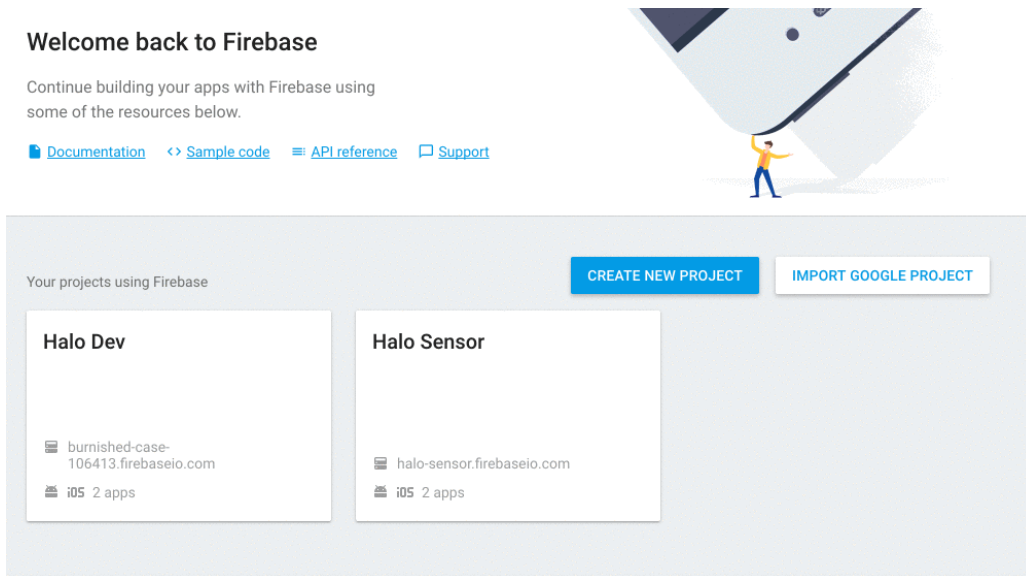 Welcome back to Firebase
Continue building your apps with Firebase using
some of the resources below.
Documentation <> Sample code API reference Support
Your projects using Firebase
CREATE NEW PROJECT
IMPORT GOOGLE PROJECT
Halo Dev
burnished-case-
106413.firebaseio.com
iOS 2 apps
Halo Sensor
halo-sensor.firebaseio.com
iOS 2 apps